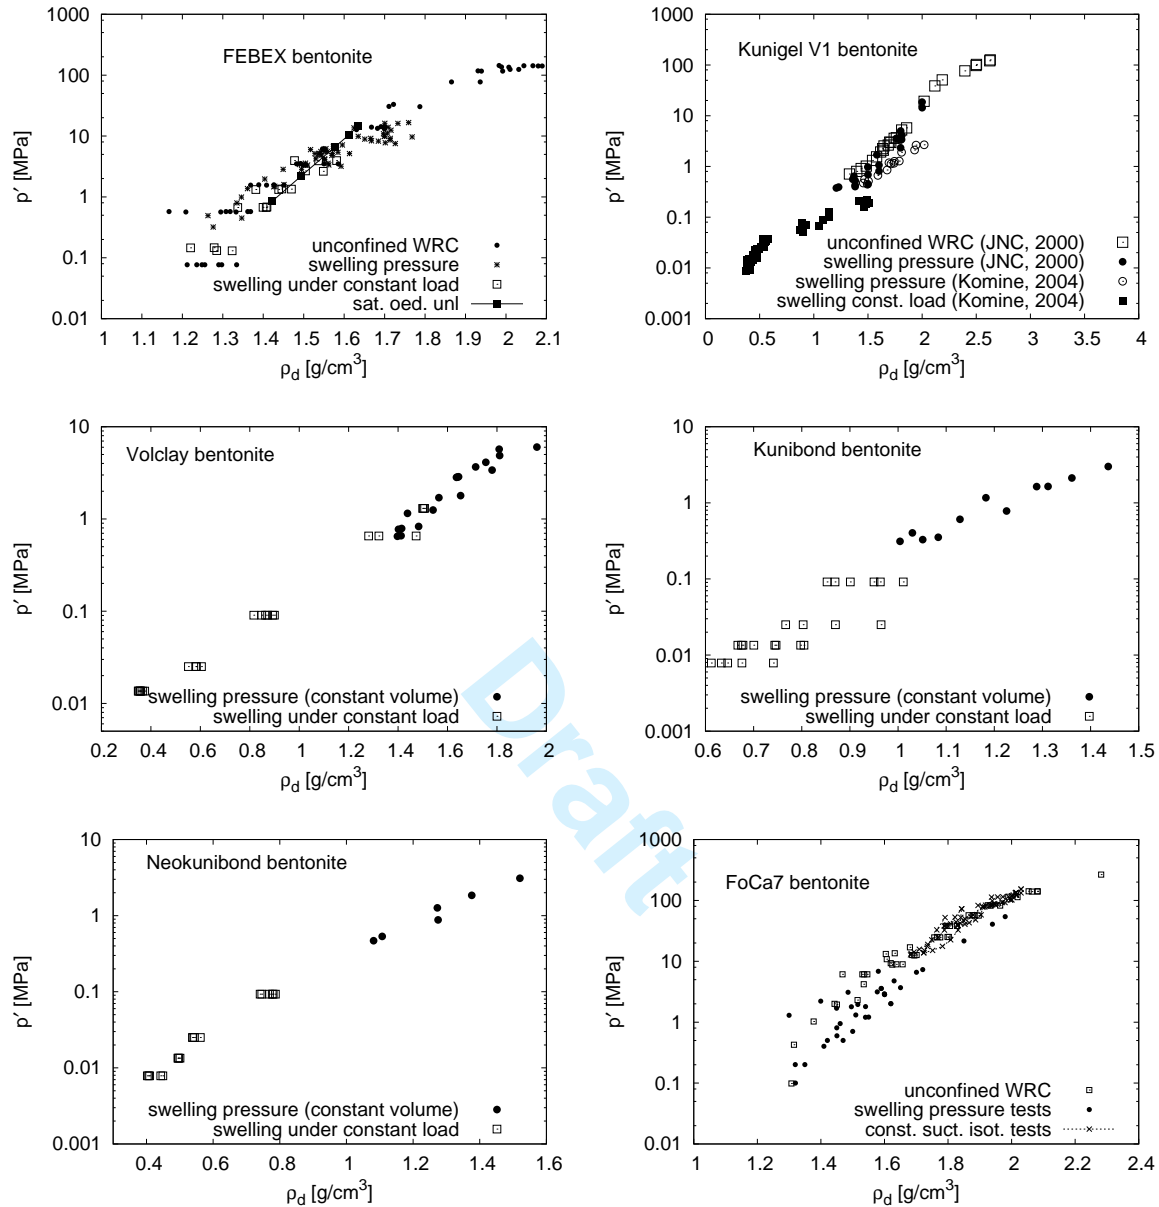 FEBEX bentonite
p′ [MPa]
1000
100
10
1
0.1
0.01
unconfined WRC
swelling pressure
swelling under constant load
sat. oed. unl
1 1.1 1.2 1.3 1.4 1.5 1.6 1.7 1.8 1.9 2 2.1
ρd [g/cm3]
Kunigel V1 bentonite
p′ [MPa]
1000
100
10
1
0.1
0.01
0.001
unconfined WRC (JNC, 2000)
swelling pressure (JNC, 2000)
swelling pressure (Komine, 2004)
swelling const. load (Komine, 2004)
0 0.5 1 1.5 2 2.5 3 3.5 4
ρd [g/cm3]
Volclay bentonite
p′ [MPa]
10
1
0.1
0.01
swelling pressure (constant volume)
swelling under constant load
0.2 0.4 0.6 0.8 1 1.2 1.4 1.6 1.8 2
ρd [g/cm3]
Kunibond bentonite
p′ [MPa]
10
1
0.1
0.01
0.001
swelling pressure (constant volume)
swelling under constant load
0.6 0.7 0.8 0.9 1 1.1 1.2 1.3 1.4 1.5
ρd [g/cm3]
Draft
Neokunibond bentonite
p′ [MPa]
10
1
0.1
0.01
0.001
swelling pressure (constant volume)
swelling under constant load
0.4 0.6 0.8 1 1.2 1.4 1.6
ρd [g/cm3]
FoCa7 bentonite
p′ [MPa]
1000
100
10
1
0.1
0.01
unconfined WRC
swelling pressure tests
const. suct. isot. tests
1 1.2 1.4 1.6 1.8 2 2.2 2.4
ρd [g/cm3]